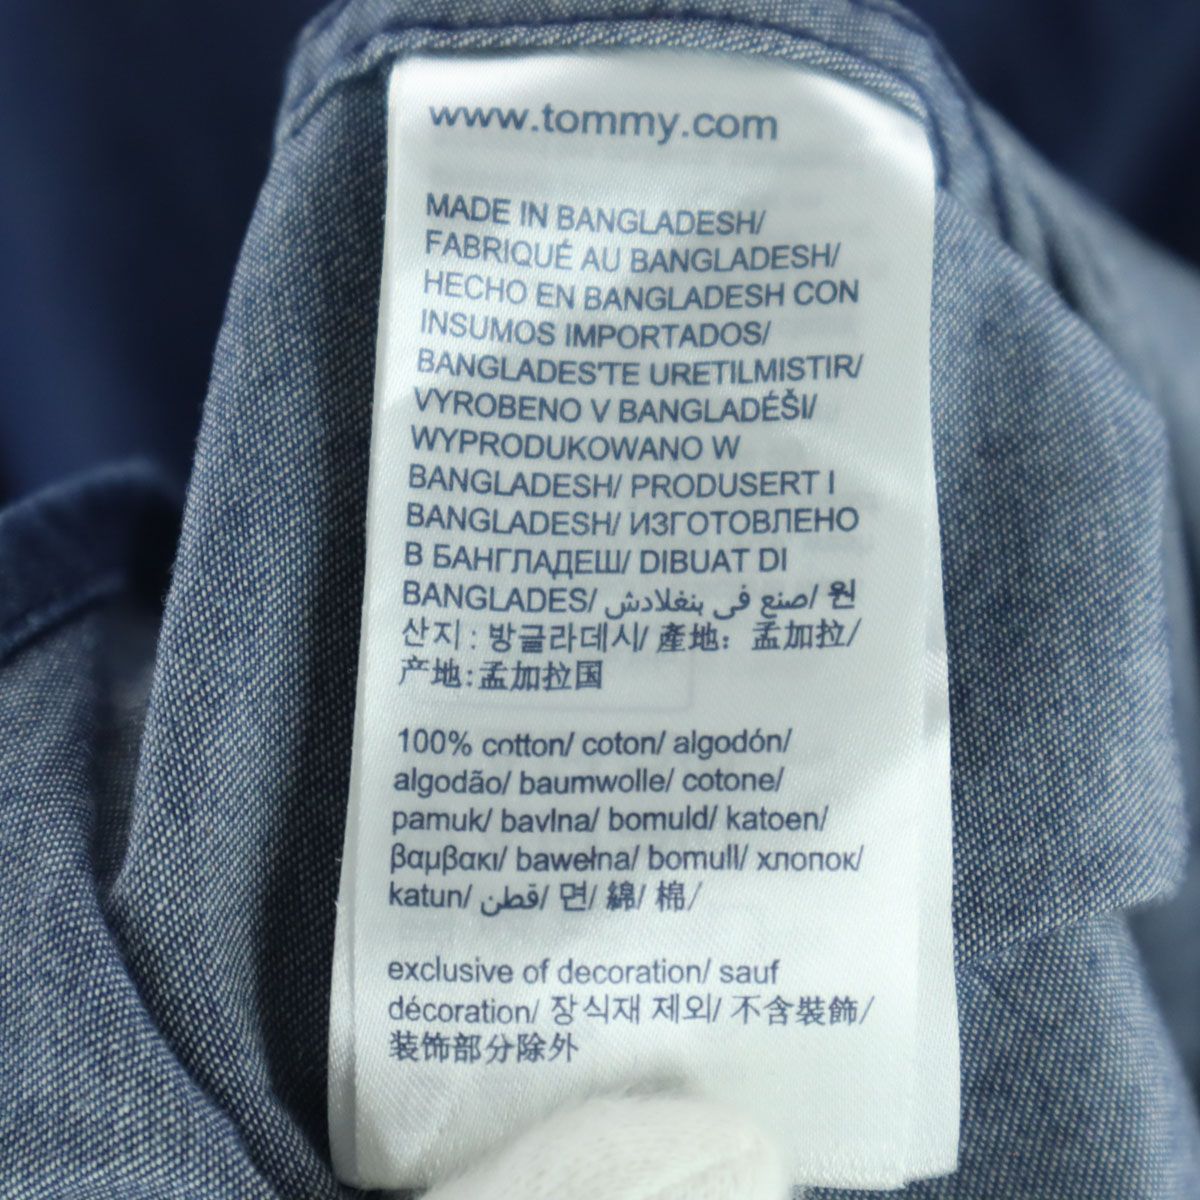 www.tommy.com
MADE IN BANGLADESH/
FABRIQUÉ AU BANGLADESH/
HECHO EN BANGLADESH CON
INSUMOS IMPORTADOS/
BANGLADES'TE URETILMISTIR/
VYROBENO V BANGLADÉŠI/
WYPRODUKOWANO W
BANGLADESH/ PRODUSERT I
BANGLADESH/ ИЗГОТОВЛЕНО
В БАНГЛАДЕШ/ DIBUAT DI
BANGLADES/ صنع في بنغلادش/ 원
산지 : 방글라데시/ 產地: 孟加拉/
产地:孟加拉国
100% cotton/ coton/ algodón/
algodão/ baumwolle/ cotone/
pamuk/ bavlna/ bomuld/ katoen/
βαμβακι/ bawełna/ bomull/ хлопок/
katun/ قطن/ 면/ 綿/ 棉/
exclusive of decoration/ sauf
décoration/ 장식재 제외/ 不含裝飾/
装饰部分除外